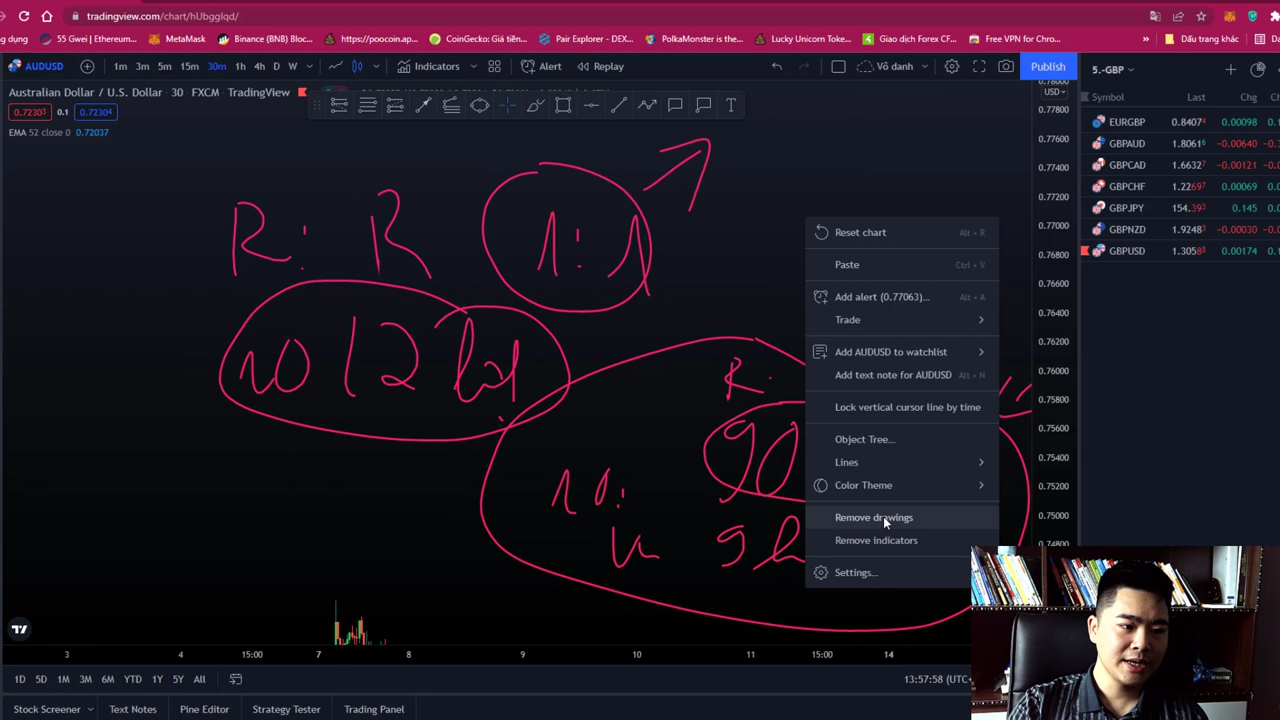 tradingview.com/chart/hUbgglqd/
ng dụng
55 Gwei | Ethereum...
MetaMask
Binance (BNB) Bloc...
https://poocoin.ap...
CoinGecko: Giá tiền...
Pair Explorer - DEX...
PolkaMonster is the...
Lucky Unicorn Toke...
Giao dịch Forex CF...
Free VPN for Chro...
»
Dấu trang khác
AUDUSD
1m 3m 5m 15m 30m 1h 4h D W
Indicators
Alert
Replay
Vô danh
Publish
5.-GBP
Australian Dollar / U.S. Dollar · 30 · FXCM · TradingView
0.72303 0.1 0.72304
EMA 52 close 0 0.72037
T
0.78000
USD
0.77800
0.77600
0.77400
0.77200
0.77000
0.76800
0.76600
0.76400
0.76200
0.76000
0.75800
0.75600
0.75400
0.75200
0.75000
0.74800
Symbol Last Chg
EURGBP 0.84074 0.00098
GBPAUD 1.80616 -0.00640
GBPCAD 1.66327 -0.00121
GBPCHF 1.22697 0.00069
GBPJPY 154.393 0.145
GBPNZD 1.92483 -0.00030
GBPUSD 1.30588 0.00174
R: R 1:1
10 12
R:
10: 90
Reset chart Alt + R
Paste Ctrl + V
Add alert (0.77063)... Alt + A
Trade
Add AUDUSD to watchlist
Add text note for AUDUSD Alt + N
Lock vertical cursor line by time
Object Tree...
Lines
Color Theme
Remove drawings
Remove indicators
Settings...
3 4 15:00 7 8 9 10 11 15:00 14
1D 5D 1M 3M 6M YTD 1Y 5Y All
13:57:58 (UTC+
Stock Screener
Text Notes
Pine Editor
Strategy Tester
Trading Panel